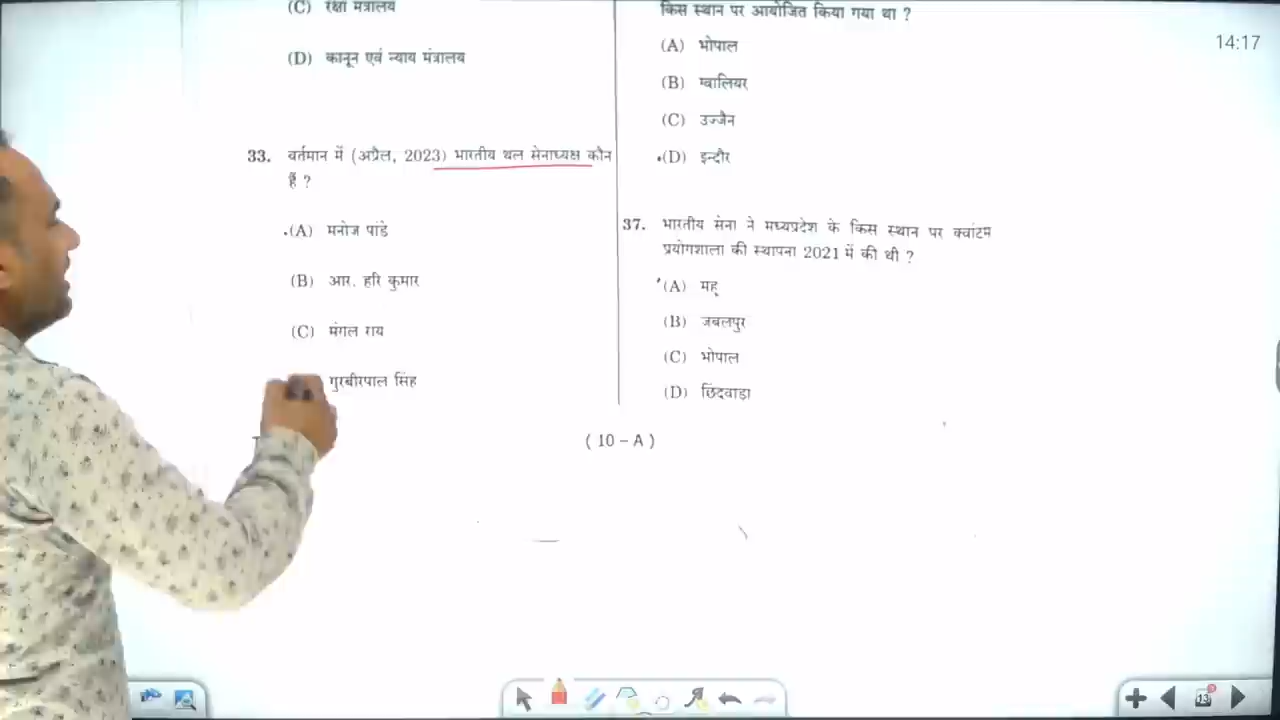 (C) रक्षा मंत्रालय
(D) कानून एवं न्याय मंत्रालय
33. वर्तमान में (अप्रैल, 2023) भारतीय थल सेनाध्यक्ष कौन
हैं ?
(A) मनोज पांडे
(B) आर. हरि कुमार
(C) मंगल राय
गुरबीरपाल सिंह
किस स्थान पर आयोजित किया गया था ?
(A) भोपाल
(B) ग्वालियर
(C) उज्जैन
(D) इन्दौर
37. भारतीय सेना ने मध्यप्रदेश के किस स्थान पर क्वांटम
प्रयोगशाला की स्थापना 2021 में की थी ?
(A) महू
(B) जबलपुर
(C) भोपाल
(D) छिंदवाड़ा
( 10 – A )
14:17
13